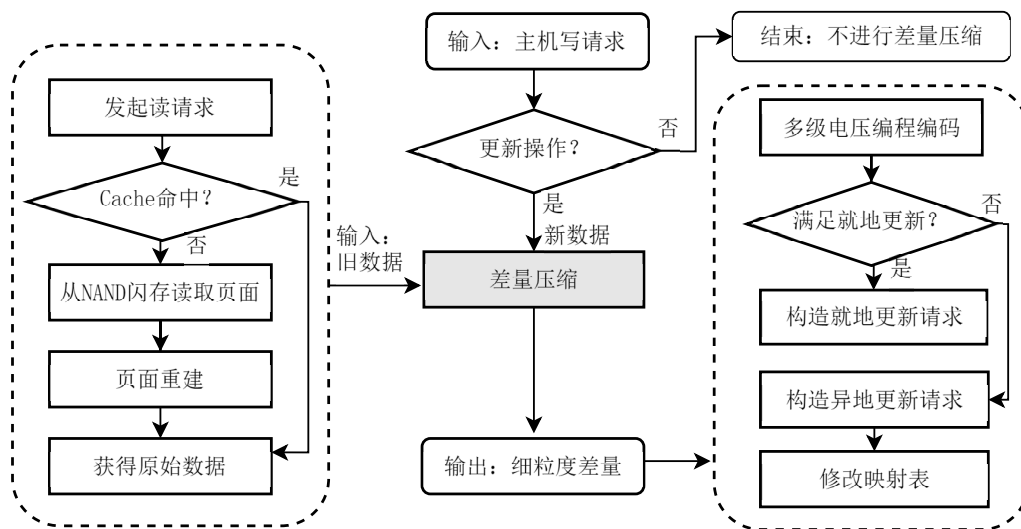 输入：主机写请求
结束：不进行差量压缩
更新操作？
否
是
新数据
发起读请求
Cache命中？
是
否
从NAND闪存读取页面
页面重建
获得原始数据
输入：
旧数据
差量压缩
输出：细粒度差量
多级电压编程编码
满足就地更新？
否
是
构造就地更新请求
构造异地更新请求
修改映射表